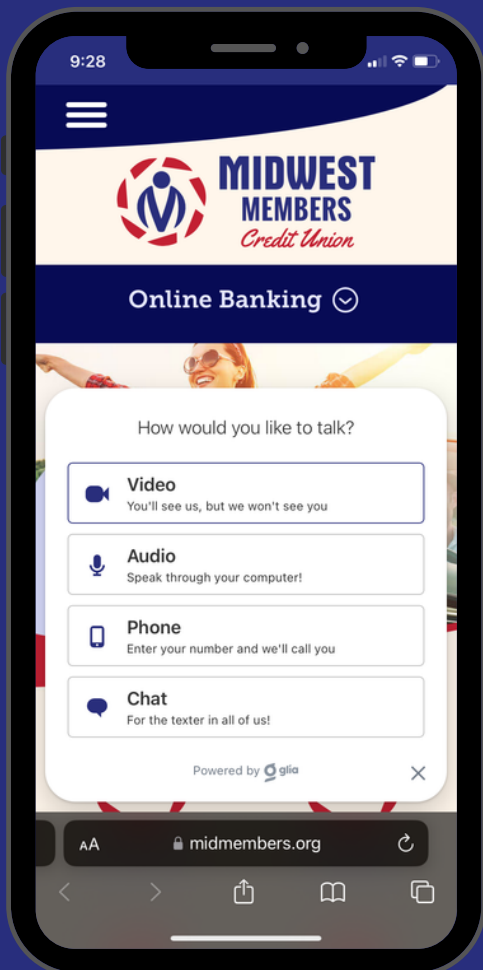 9:28
MIDWEST
MEMBERS
Credit Union
Online Banking
How would you like to talk?
Video
You'll see us, but we won't see you
Audio
Speak through your computer!
Phone
Enter your number and we'll call you
Chat
For the texter in all of us!
Powered by glia
AA midmembers.org